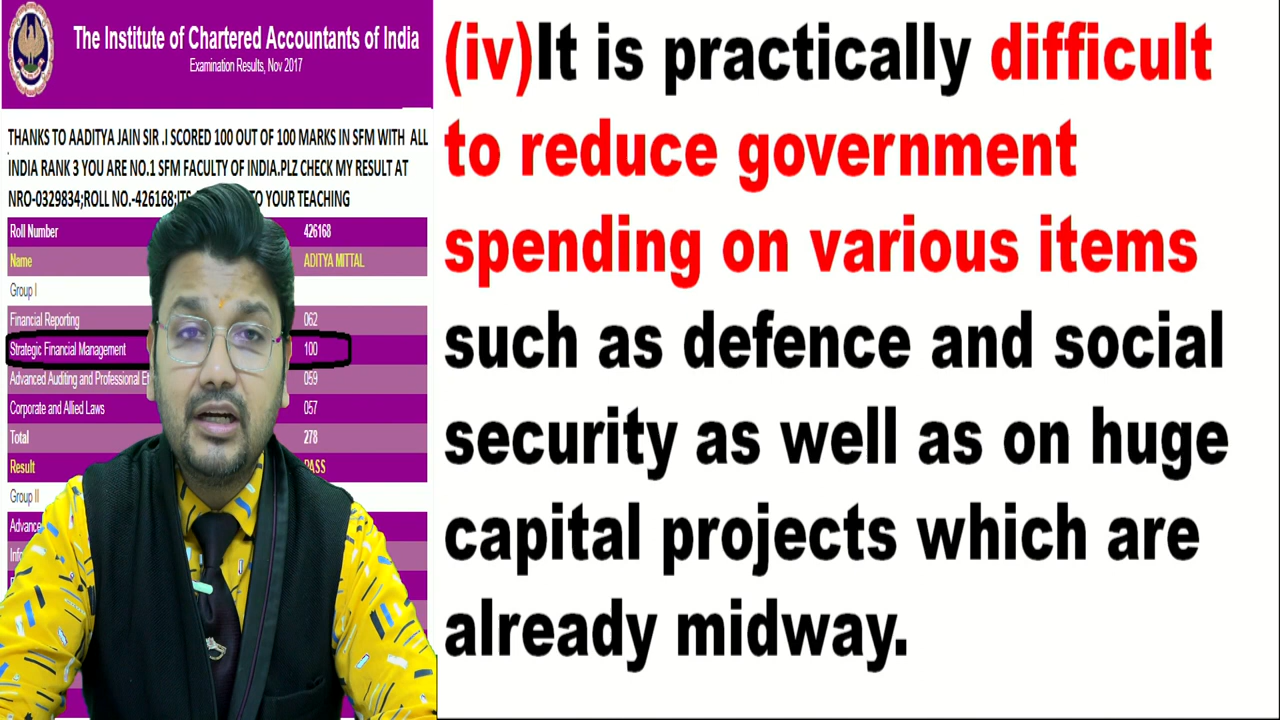 The Institute of Chartered Accountants of India
Examination Results, Nov 2017
THANKS TO AADITYA JAIN SIR .I SCORED 100 OUT OF 100 MARKS IN SFM WITH ALL
INDIA RANK 3 YOU ARE NO.1 SFM FACULTY OF INDIA.PLZ CHECK MY RESULT AT
NRO-0329834;ROLL NO.-426168; TO YOUR TEACHING
Roll Number 426168
Name ADITYA MITTAL
Group I
Financial Reporting 062
Strategic Financial Management 100
Advanced Auditing and Professional 059
Corporate and Allied Laws 057
Total 278
Result PASS
Group II
(iv)It is practically difficult
to reduce government
spending on various items
such as defence and social
security as well as on huge
capital projects which are
already midway.